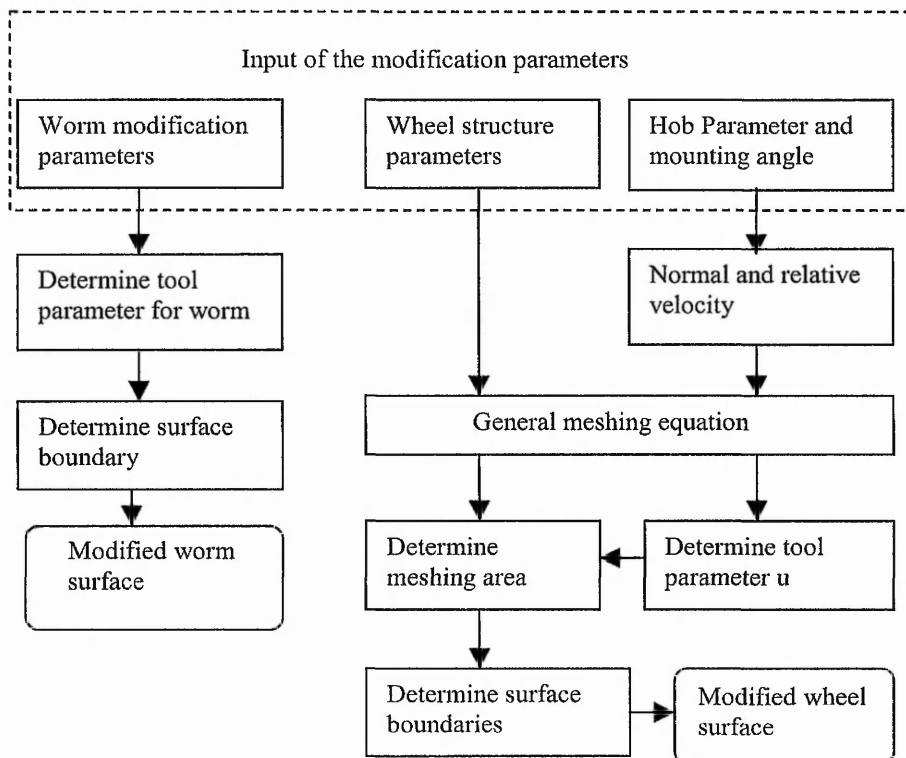 Input of the modification parameters
Worm modification
parameters
Wheel structure
parameters
Hob Parameter and
mounting angle
Determine tool
parameter for worm
Normal and relative
velocity
Determine surface
boundary
General meshing equation
Modified worm
surface
Determine
meshing area
Determine tool
parameter u
Determine surface
boundaries
Modified wheel
surface